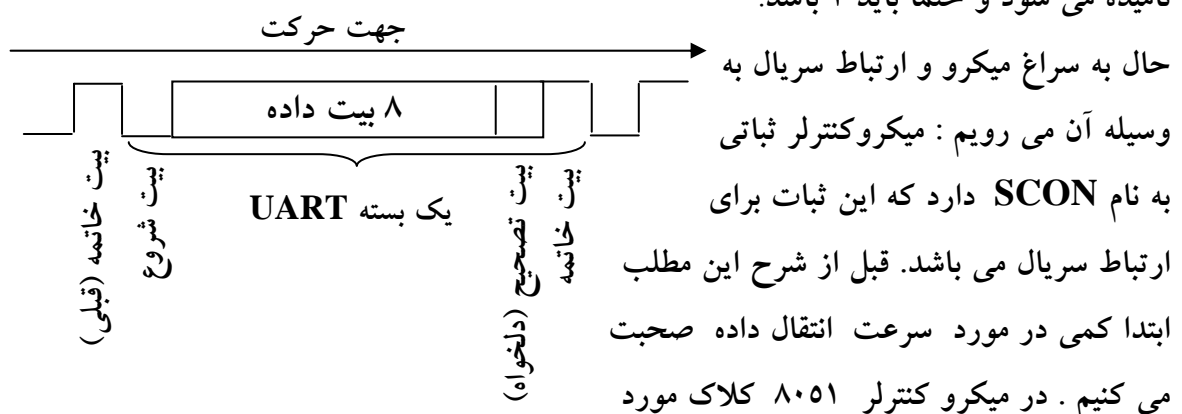 نامیده می شود و حتما باید ۱ باشد.
جهت حرکت
۸ بیت داده
یک بسته UART
بیت خاتمه (قبلی)
بیت شروع
بیت تصحیح (دلخواه)
بیت خاتمه
حال به سراغ میکرو و ارتباط سریال به
وسیله آن می رویم : میکروکنترلر ثباتی
به نام SCON دارد که این ثبات برای
ارتباط سریال می باشد. قبل از شرح این مطلب
ابتدا کمی در مورد سرعت انتقال داده صحبت
می کنیم . در میکرو کنترلر ۸۰۵۱ کلاک مورد